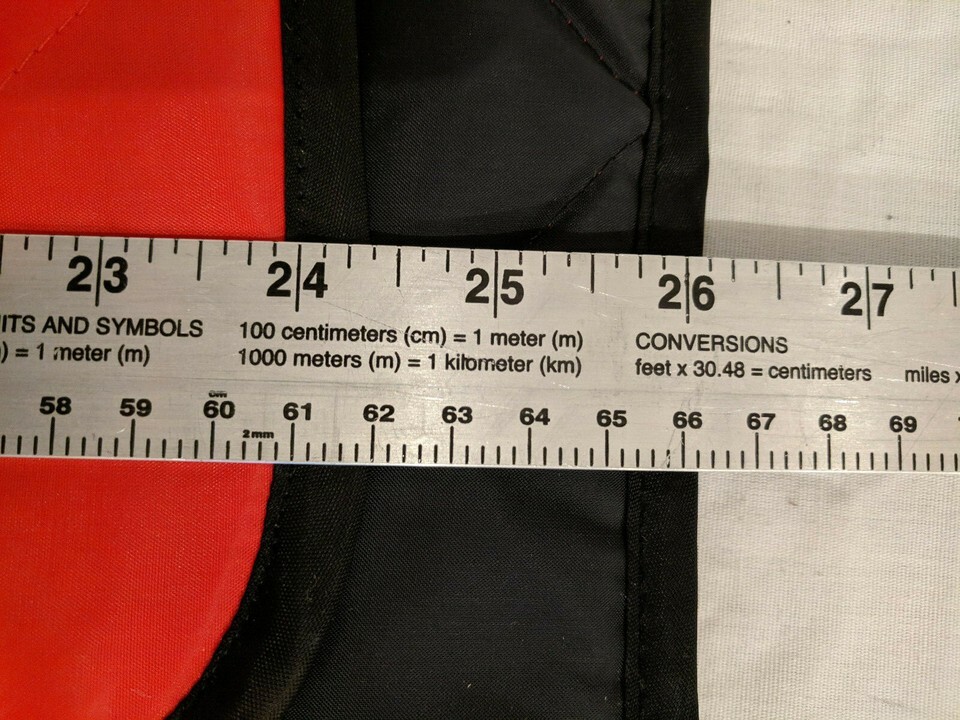 23 24 25 26 27
ITS AND SYMBOLS
) = 1 meter (m)
100 centimeters (cm) = 1 meter (m)
1000 meters (m) = 1 kilometer (km)
CONVERSIONS
feet x 30.48 = centimeters miles x
cm
58 59 60 61 62 63 64 65 66 67 68 69
2mm